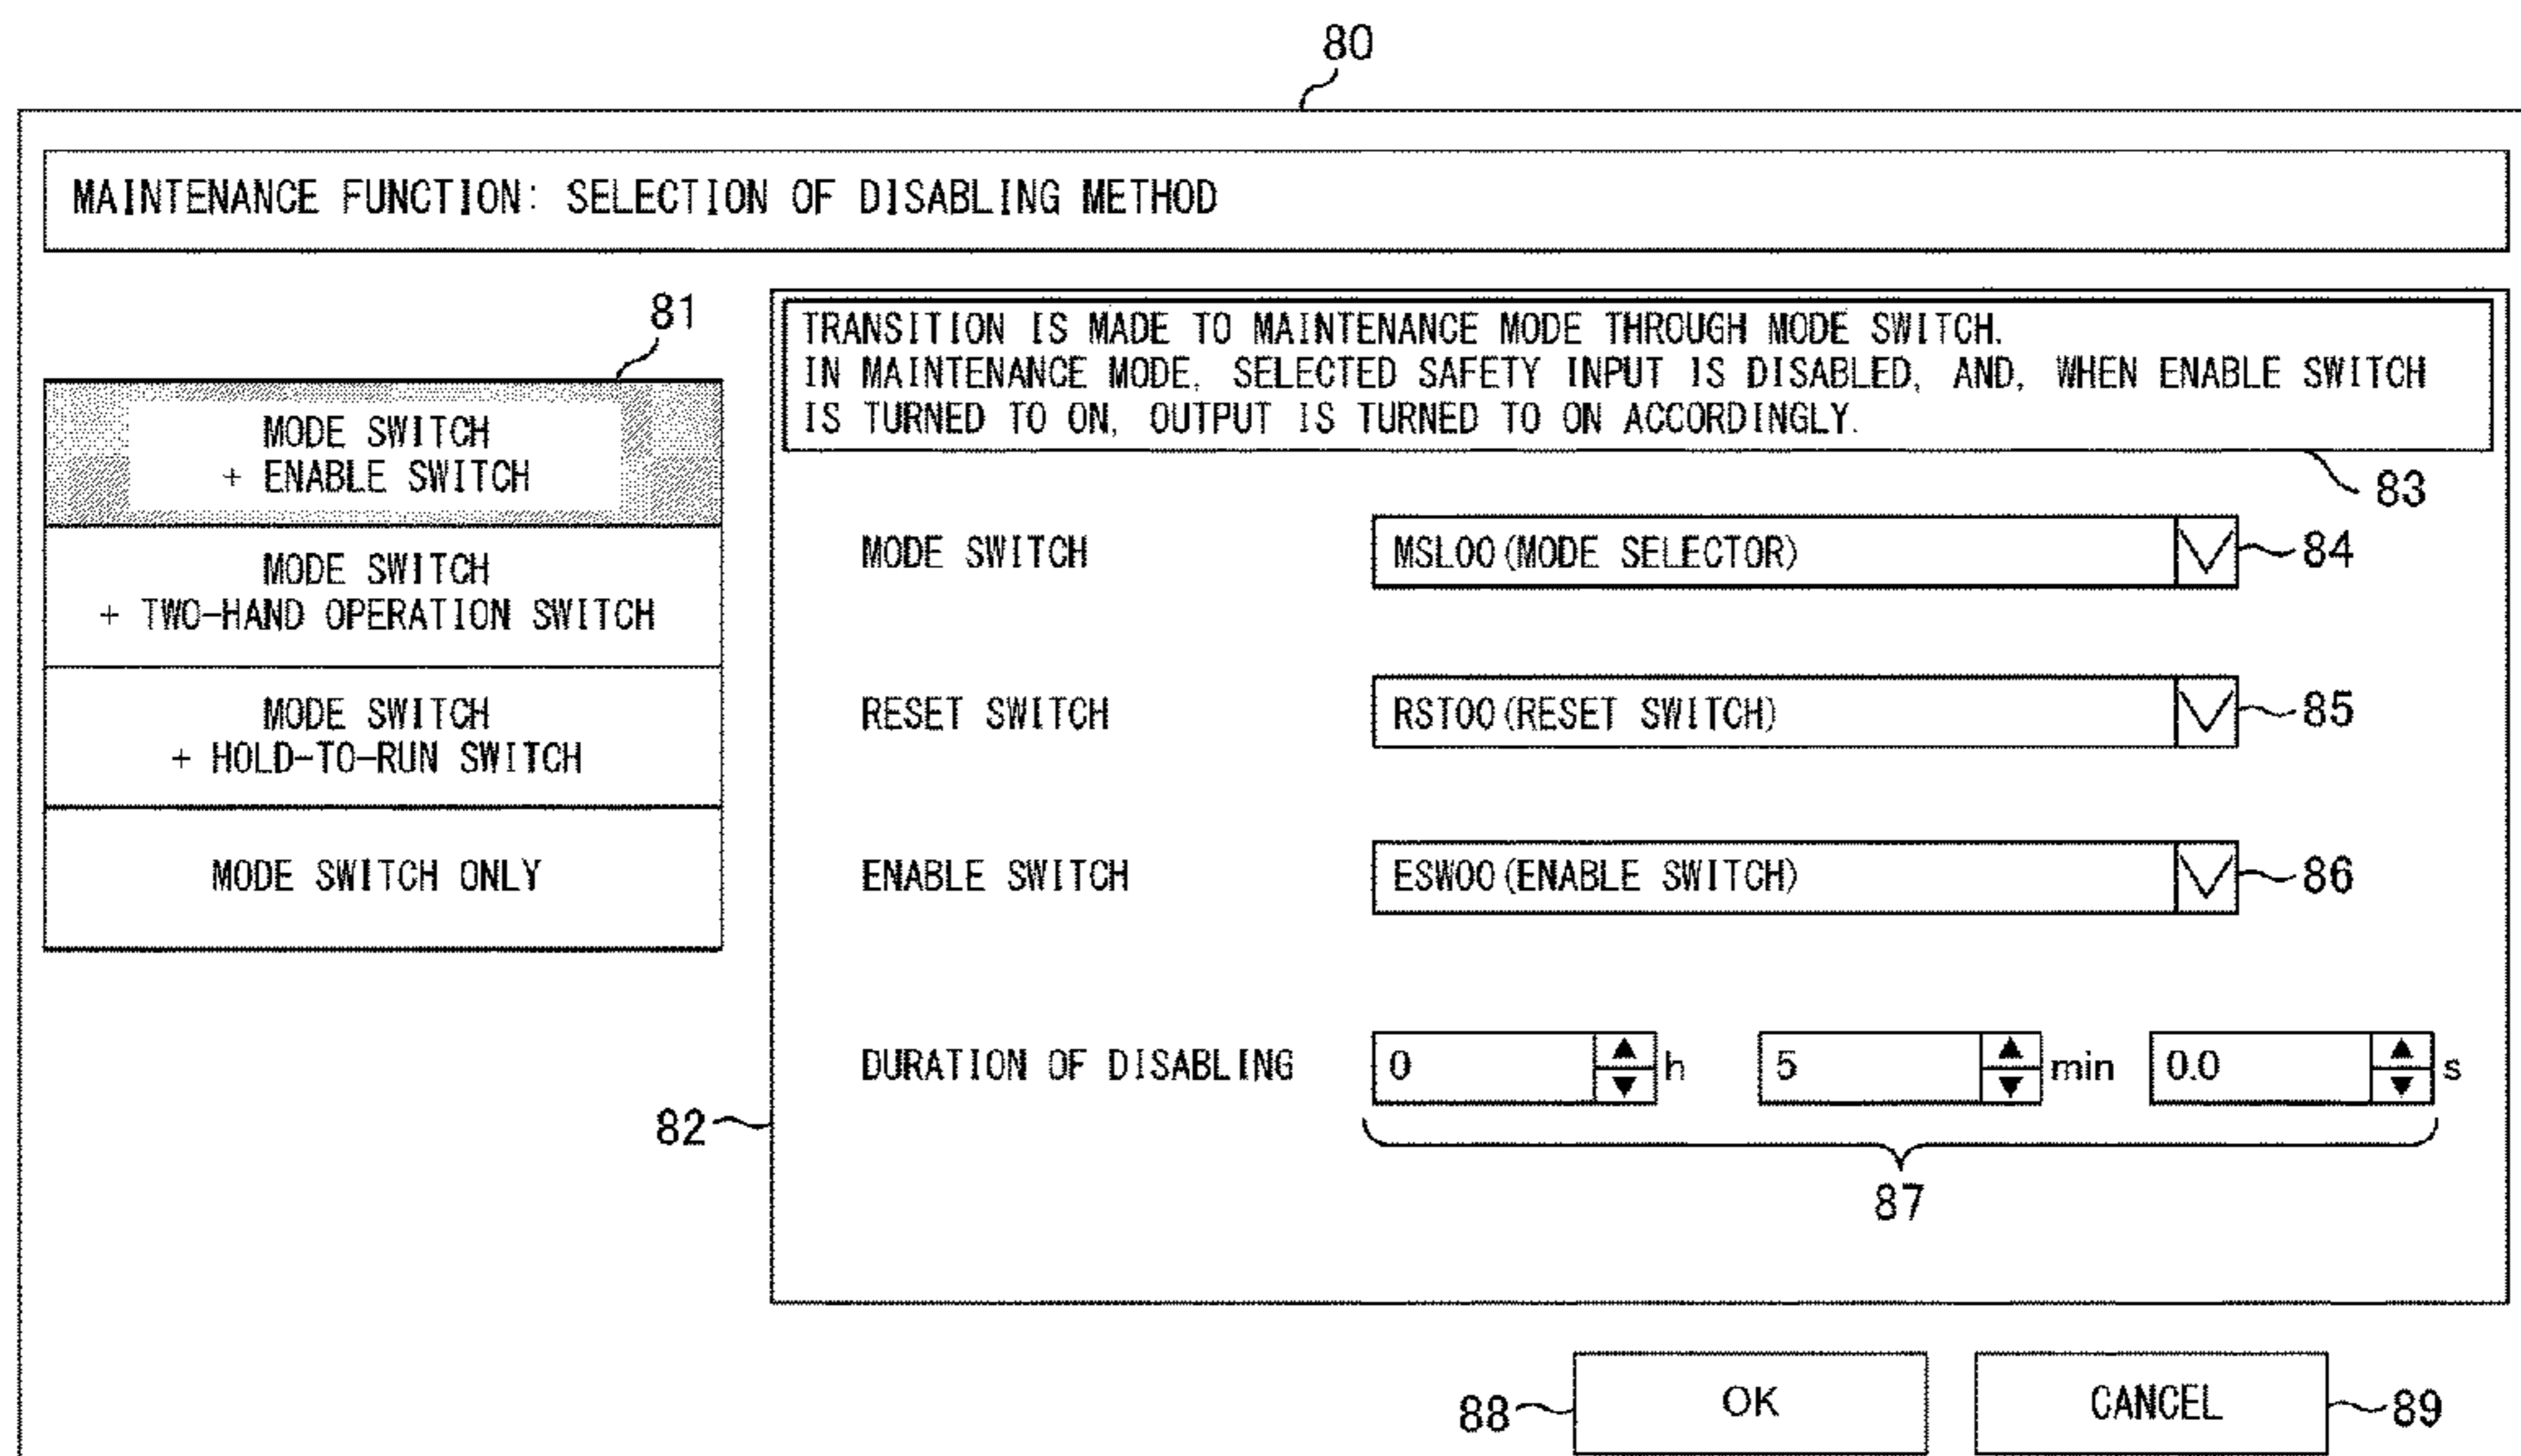 80
MAINTENANCE FUNCTION: SELECTION OF DISABLING METHOD
81
MODE SWITCH
+ ENABLE SWITCH
MODE SWITCH
+ TWO-HAND OPERATION SWITCH
MODE SWITCH
+ HOLD-TO-RUN SWITCH
MODE SWITCH ONLY
82
TRANSITION IS MADE TO MAINTENANCE MODE THROUGH MODE SWITCH.
IN MAINTENANCE MODE, SELECTED SAFETY INPUT IS DISABLED, AND, WHEN ENABLE SWITCH
IS TURNED TO ON, OUTPUT IS TURNED TO ON ACCORDINGLY.
83
MODE SWITCH MSL00(MODE SELECTOR) 84
RESET SWITCH RST00(RESET SWITCH) 85
ENABLE SWITCH ESW00(ENABLE SWITCH) 86
DURATION OF DISABLING 0 h 5 min 0.0 s
87
88 OK CANCEL 89